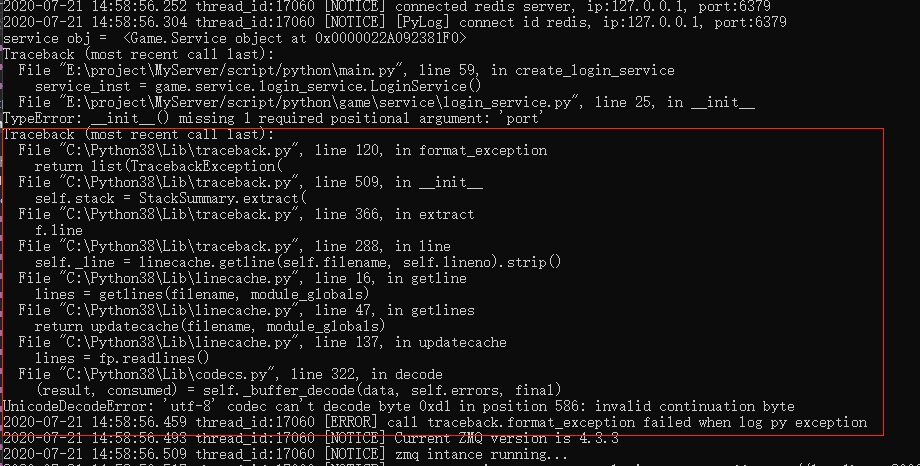 2020-07-21 14:58:56.252 thread_id:17060 [NOTICE] connected redis server, ip:127.0.0.1, port:6379
2020-07-21 14:58:56.304 thread_id:17060 [NOTICE] [PyLog] connect id redis, ip:127.0.0.1, port:6379
service obj =  <Game.Service object at 0x0000022A092381F0>
Traceback (most recent call last):
  File "E:\project\MyServer/script/python\main.py", line 59, in create_login_service
    service_inst = game.service.login_service.LoginService()
  File "E:\project\MyServer/script/python\game\service\login_service.py", line 25, in __init__
TypeError: __init__() missing 1 required positional argument: 'port'
Traceback (most recent call last):
  File "C:\Python38\Lib\traceback.py", line 120, in format_exception
    return list(TracebackException(
  File "C:\Python38\Lib\traceback.py", line 509, in __init__
    self.stack = StackSummary.extract(
  File "C:\Python38\Lib\traceback.py", line 366, in extract
    f.line
  File "C:\Python38\Lib\traceback.py", line 288, in line
    self._line = linecache.getline(self.filename, self.lineno).strip()
  File "C:\Python38\Lib\linecache.py", line 16, in getline
    lines = getlines(filename, module_globals)
  File "C:\Python38\Lib\linecache.py", line 47, in getlines
    return updatecache(filename, module_globals)
  File "C:\Python38\Lib\linecache.py", line 137, in updatecache
    lines = fp.readlines()
  File "C:\Python38\Lib\codecs.py", line 322, in decode
    (result, consumed) = self._buffer_decode(data, self.errors, final)
UnicodeDecodeError: 'utf-8' codec can't decode byte 0xd1 in position 586: invalid continuation byte
2020-07-21 14:58:56.459 thread_id:17060 [ERROR] call traceback.format_exception failed when log py exception
2020-07-21 14:58:56.493 thread_id:17060 [NOTICE] Current ZMQ version is 4.3.3
2020-07-21 14:58:56.509 thread_id:17060 [NOTICE] zmq intance running...